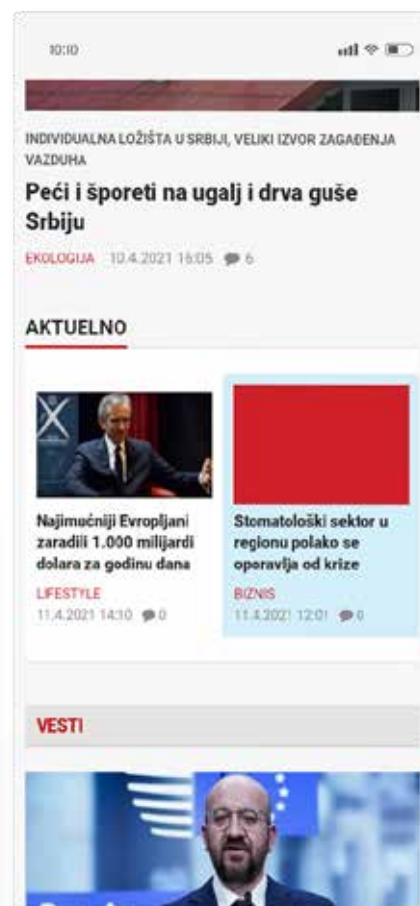 10:10
INDIVIDUALNA LOŽIŠTA U SRBIJI, VELIKI IZVOR ZAGAĐENJA
VAZDUHA
Peći i šporeti na ugalj i drva guše
Srbiju
EKOLOGIJA 10.4.2021 16:05 6
AKTUELNO
Najimućniji Evropljani
zaradili 1.000 milijardi
dolara za godinu dana
LIFESTYLE
11.4.2021 14:10 0
Stomatološki sektor u
regionu polako se
oporavlja od krize
BIZNIS
11.4.2021 12:01 0
VESTI